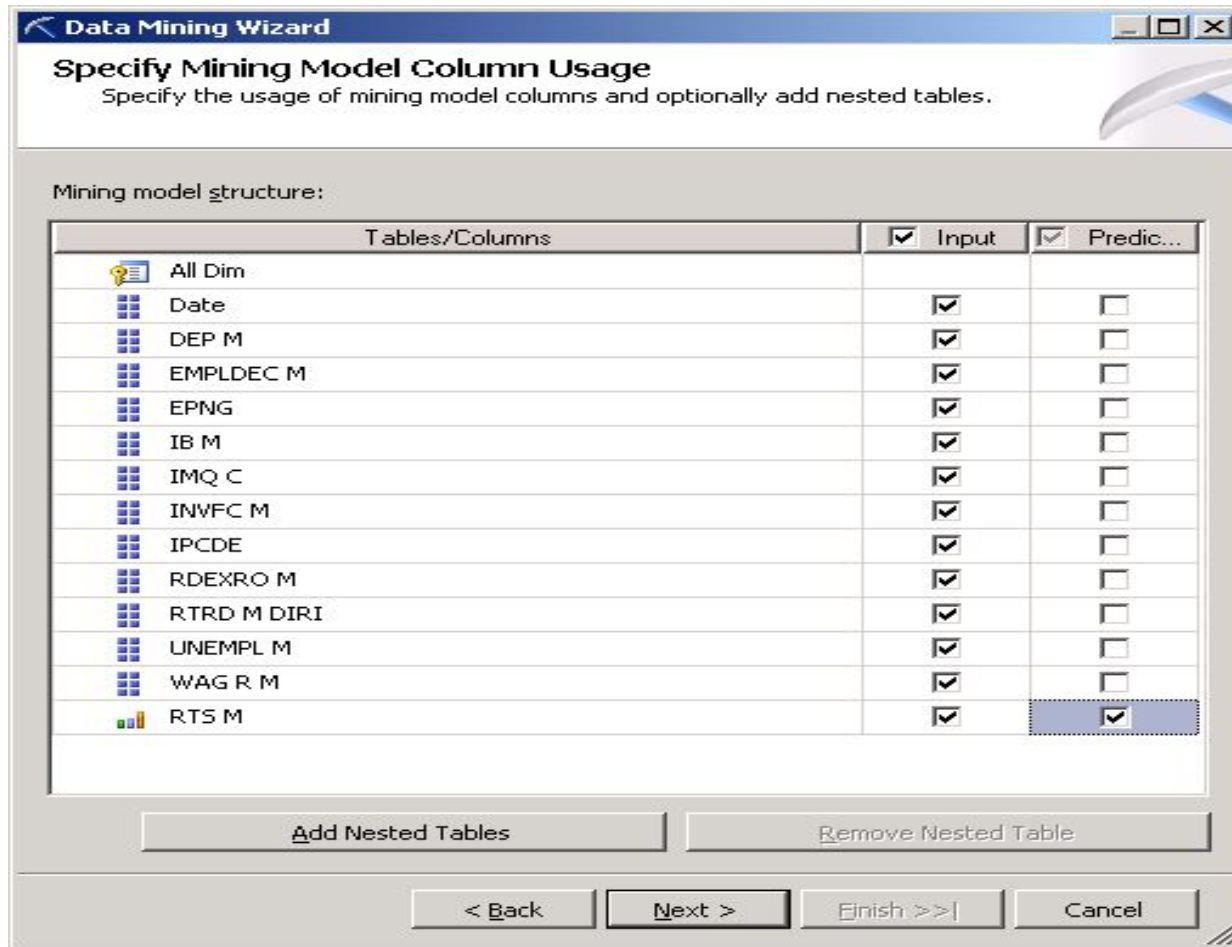 Data Mining Wizard
Specify Mining Model Column Usage
Specify the usage of mining model columns and optionally add nested tables.
Mining model structure:
Tables/Columns Input Predic...
All Dim
Date
DEP M
EMPLDEC M
EPNG
IB M
IMQ C
INVFC M
IPCDE
RDEXRO M
RTRD M DIRI
UNEMPL M
WAG R M
RTS M
Add Nested Tables Remove Nested Table
< Back Next > Finish >>| Cancel